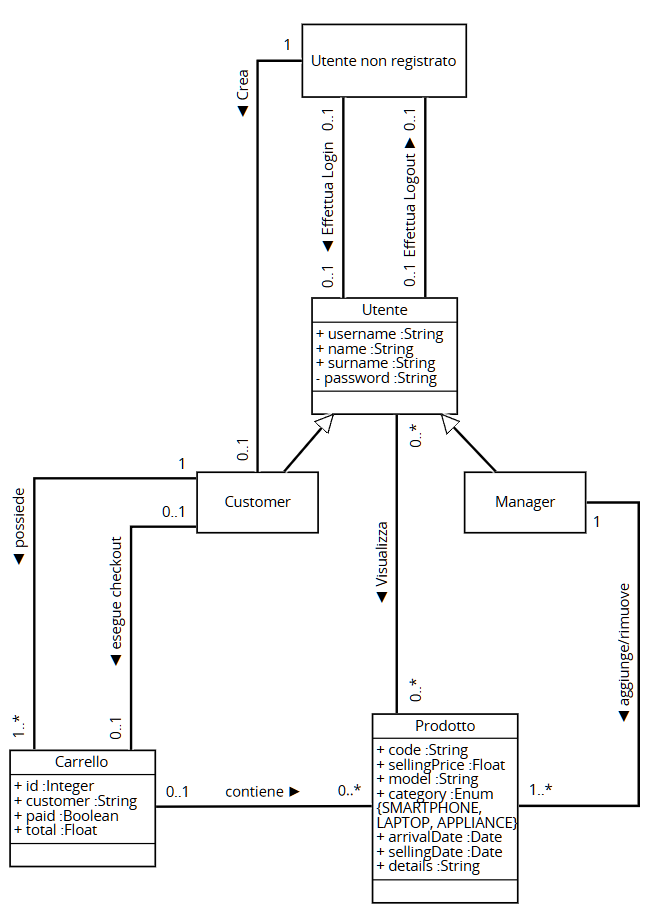 1
Utente non registrato
◀ Crea
◀ Effettua Login
0..1
0..1
Effettua Logout ▶
0..1
0..1
Utente
+ username :String
+ name :String
+ surname :String
- password :String
0..1
0..*
1
Customer
Manager
0..1
1
◀ possiede
◀ esegue checkout
◀ Visualizza
◀ aggiunge/rimuove
1..*
0..1
0..*
Carrello
+ id :Integer
+ customer :String
+ paid :Boolean
+ total :Float
0..1
contiene ▶
0..*
Prodotto
+ code :String
+ sellingPrice :Float
+ model :String
+ category :Enum
{SMARTPHONE,
LAPTOP, APPLIANCE}
+ arrivalDate :Date
+ sellingDate :Date
+ details :String
1..*